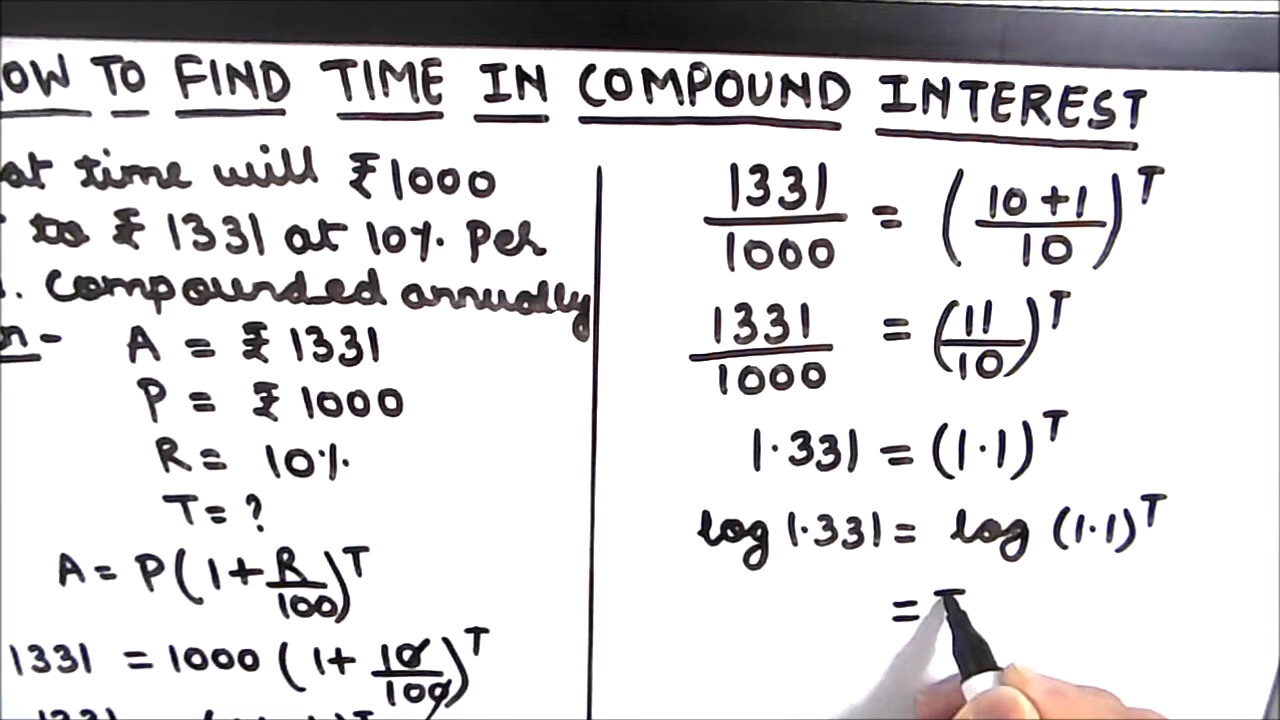 OW TO FIND TIME IN COMPOUND INTEREST
at time will ₹1000
to ₹ 1331 at 10%. Per
. Compounded annually
n-
A = ₹ 1331
P = ₹ 1000
R = 10%.
T = ?
A = P(1+R/100)^T
1331 = 1000 (1+ 10/100)^T
1331/1000 = (10+1/10)^T
1331/1000 = (11/10)^T
1.331 = (1.1)^T
log 1.331 = log (1.1)^T
= T